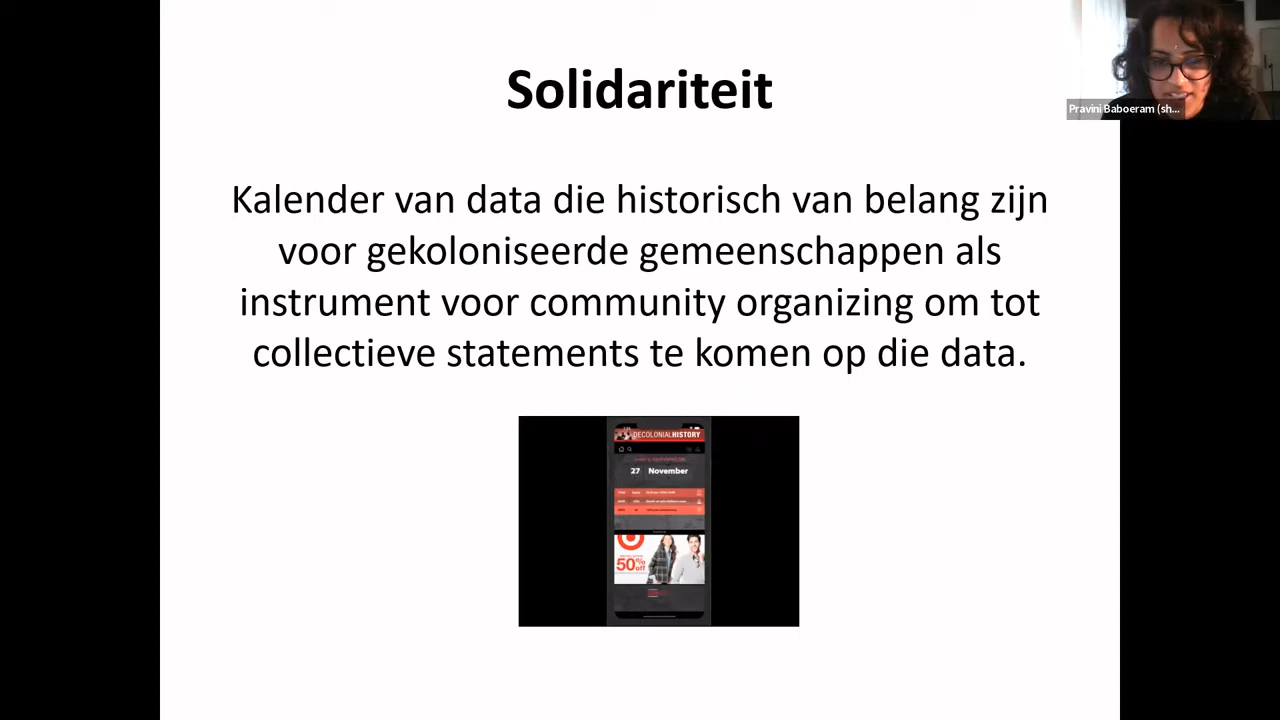 Solidariteit
Pravini Baboeram (sh...
Kalender van data die historisch van belang zijn
voor gekoloniseerde gemeenschappen als
instrument voor community organizing om tot
collectieve statements te komen op die data.
DECOLONIALHISTORY
27 November
50% off